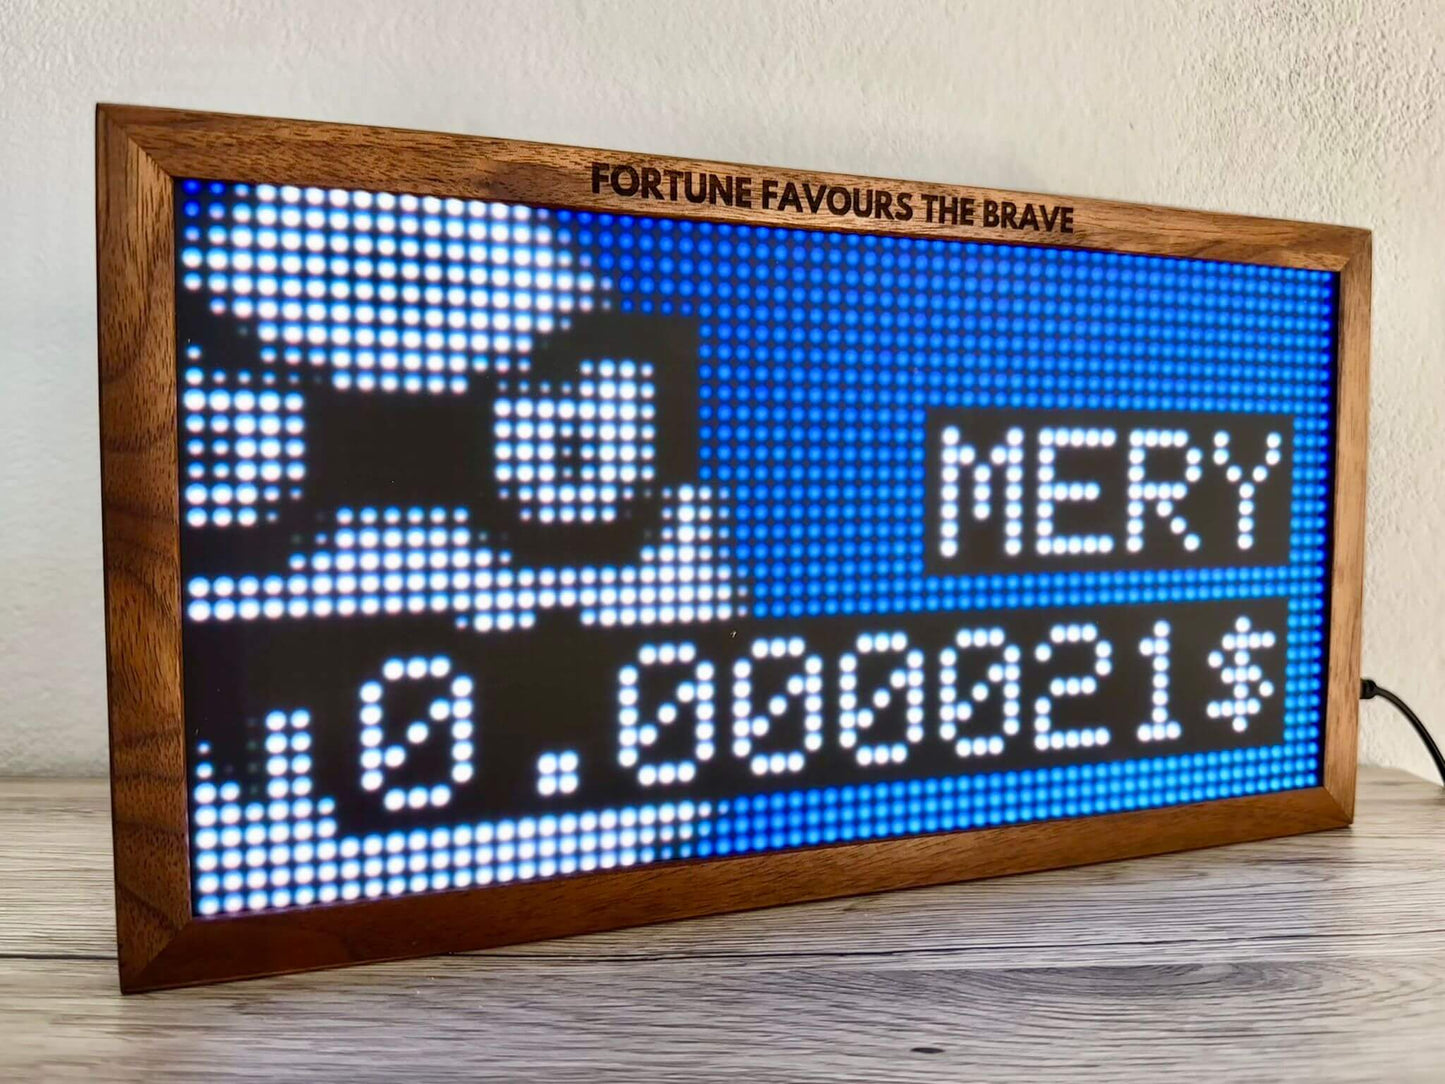 FORTUNE FAVOURS THE BRAVE
MERY
0.000021$